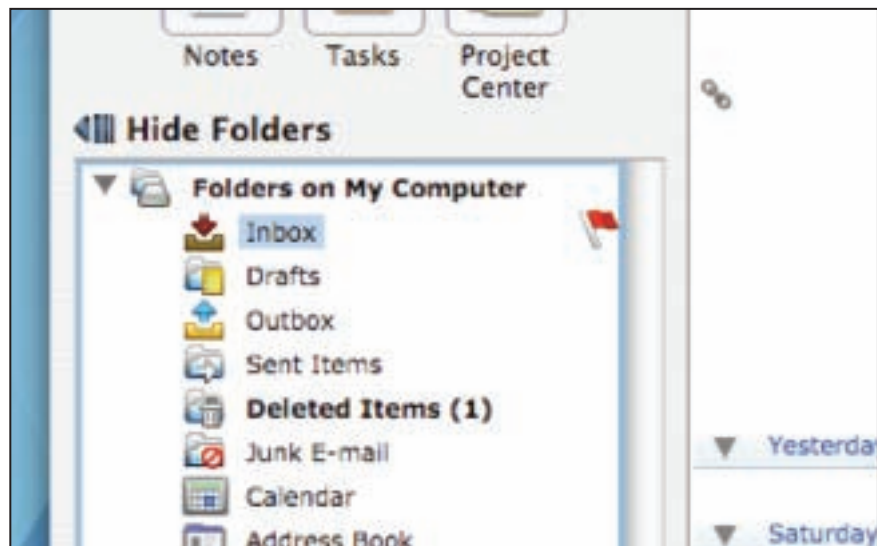 Notes Tasks Project
Center
Hide Folders
Folders on My Computer
Inbox
Drafts
Outbox
Sent Items
Deleted Items (1)
Junk E-mail
Yesterday
Calendar
Saturday
Address Book